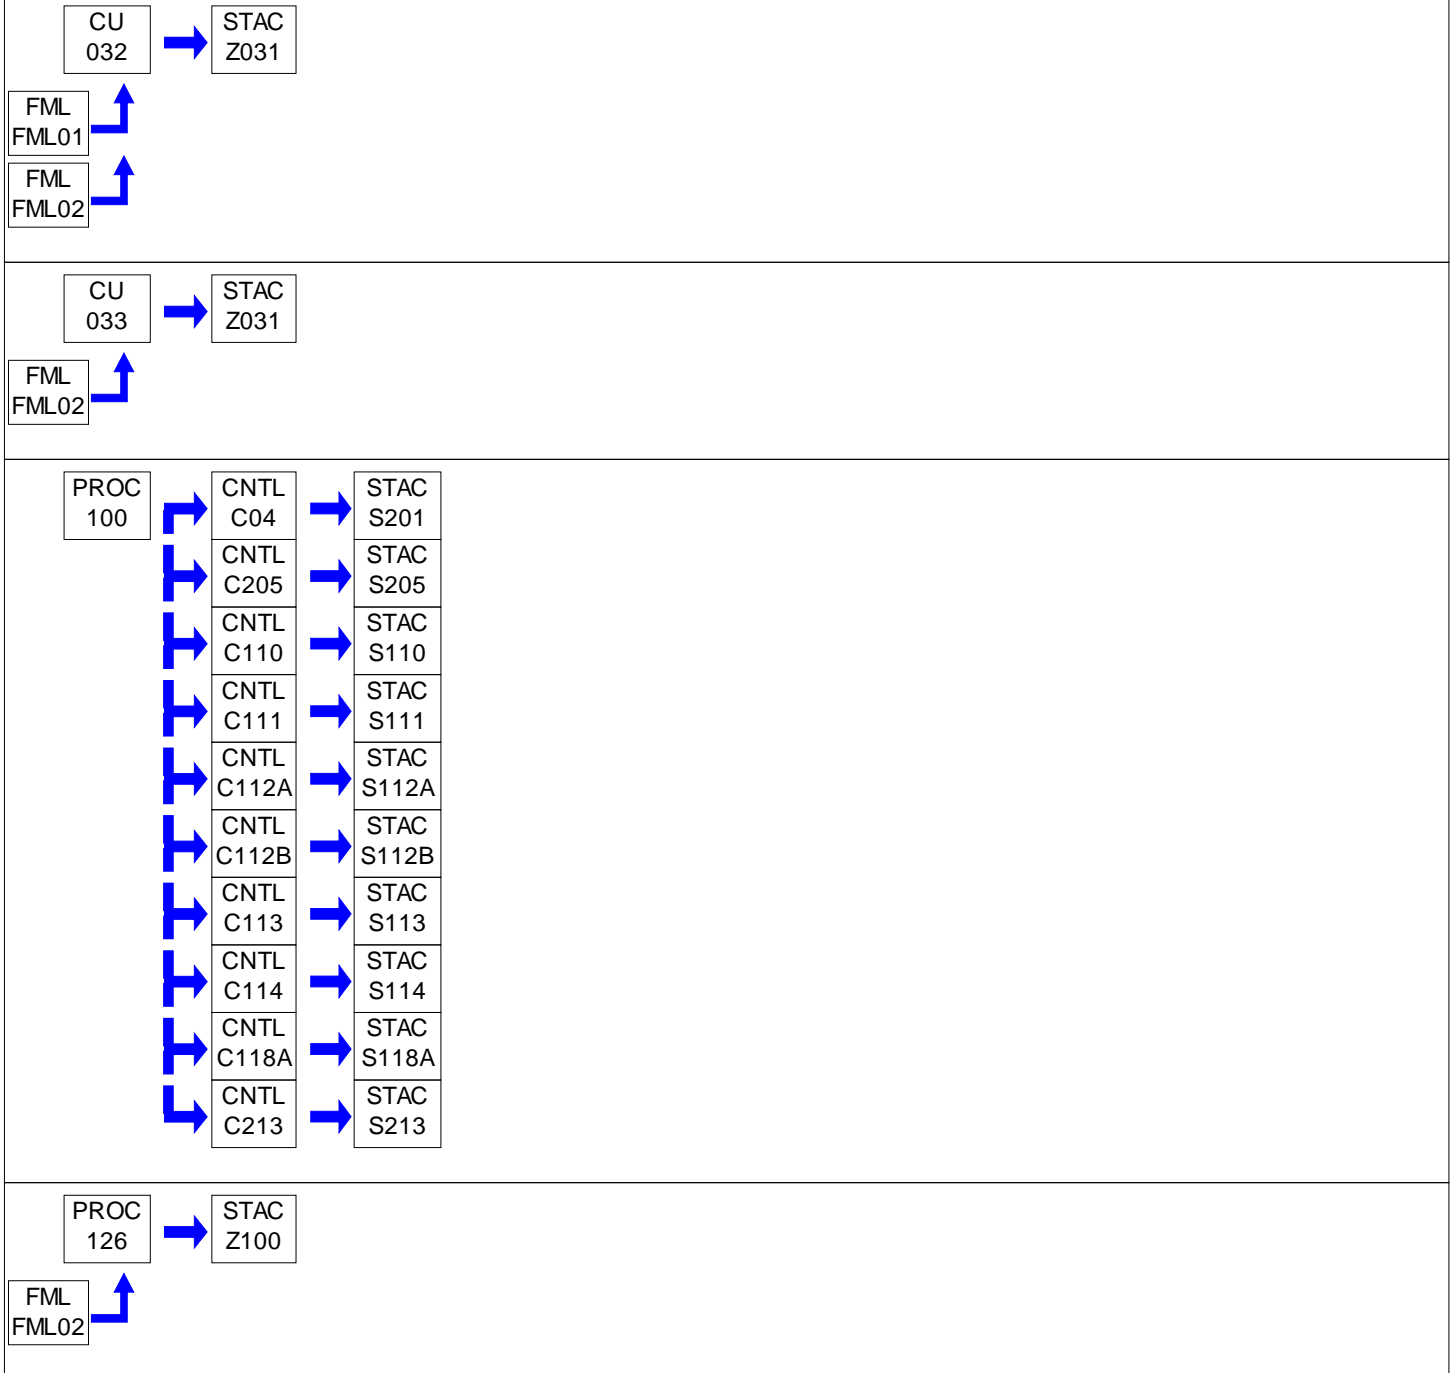 CU
032
STAC
Z031
FML
FML01
FML
FML02
CU
033
STAC
Z031
FML
FML02
PROC
100
CNTL
C04
STAC
S201
CNTL
C205
STAC
S205
CNTL
C110
STAC
S110
CNTL
C111
STAC
S111
CNTL
C112A
STAC
S112A
CNTL
C112B
STAC
S112B
CNTL
C113
STAC
S113
CNTL
C114
STAC
S114
CNTL
C118A
STAC
S118A
CNTL
C213
STAC
S213
PROC
126
STAC
Z100
FML
FML02